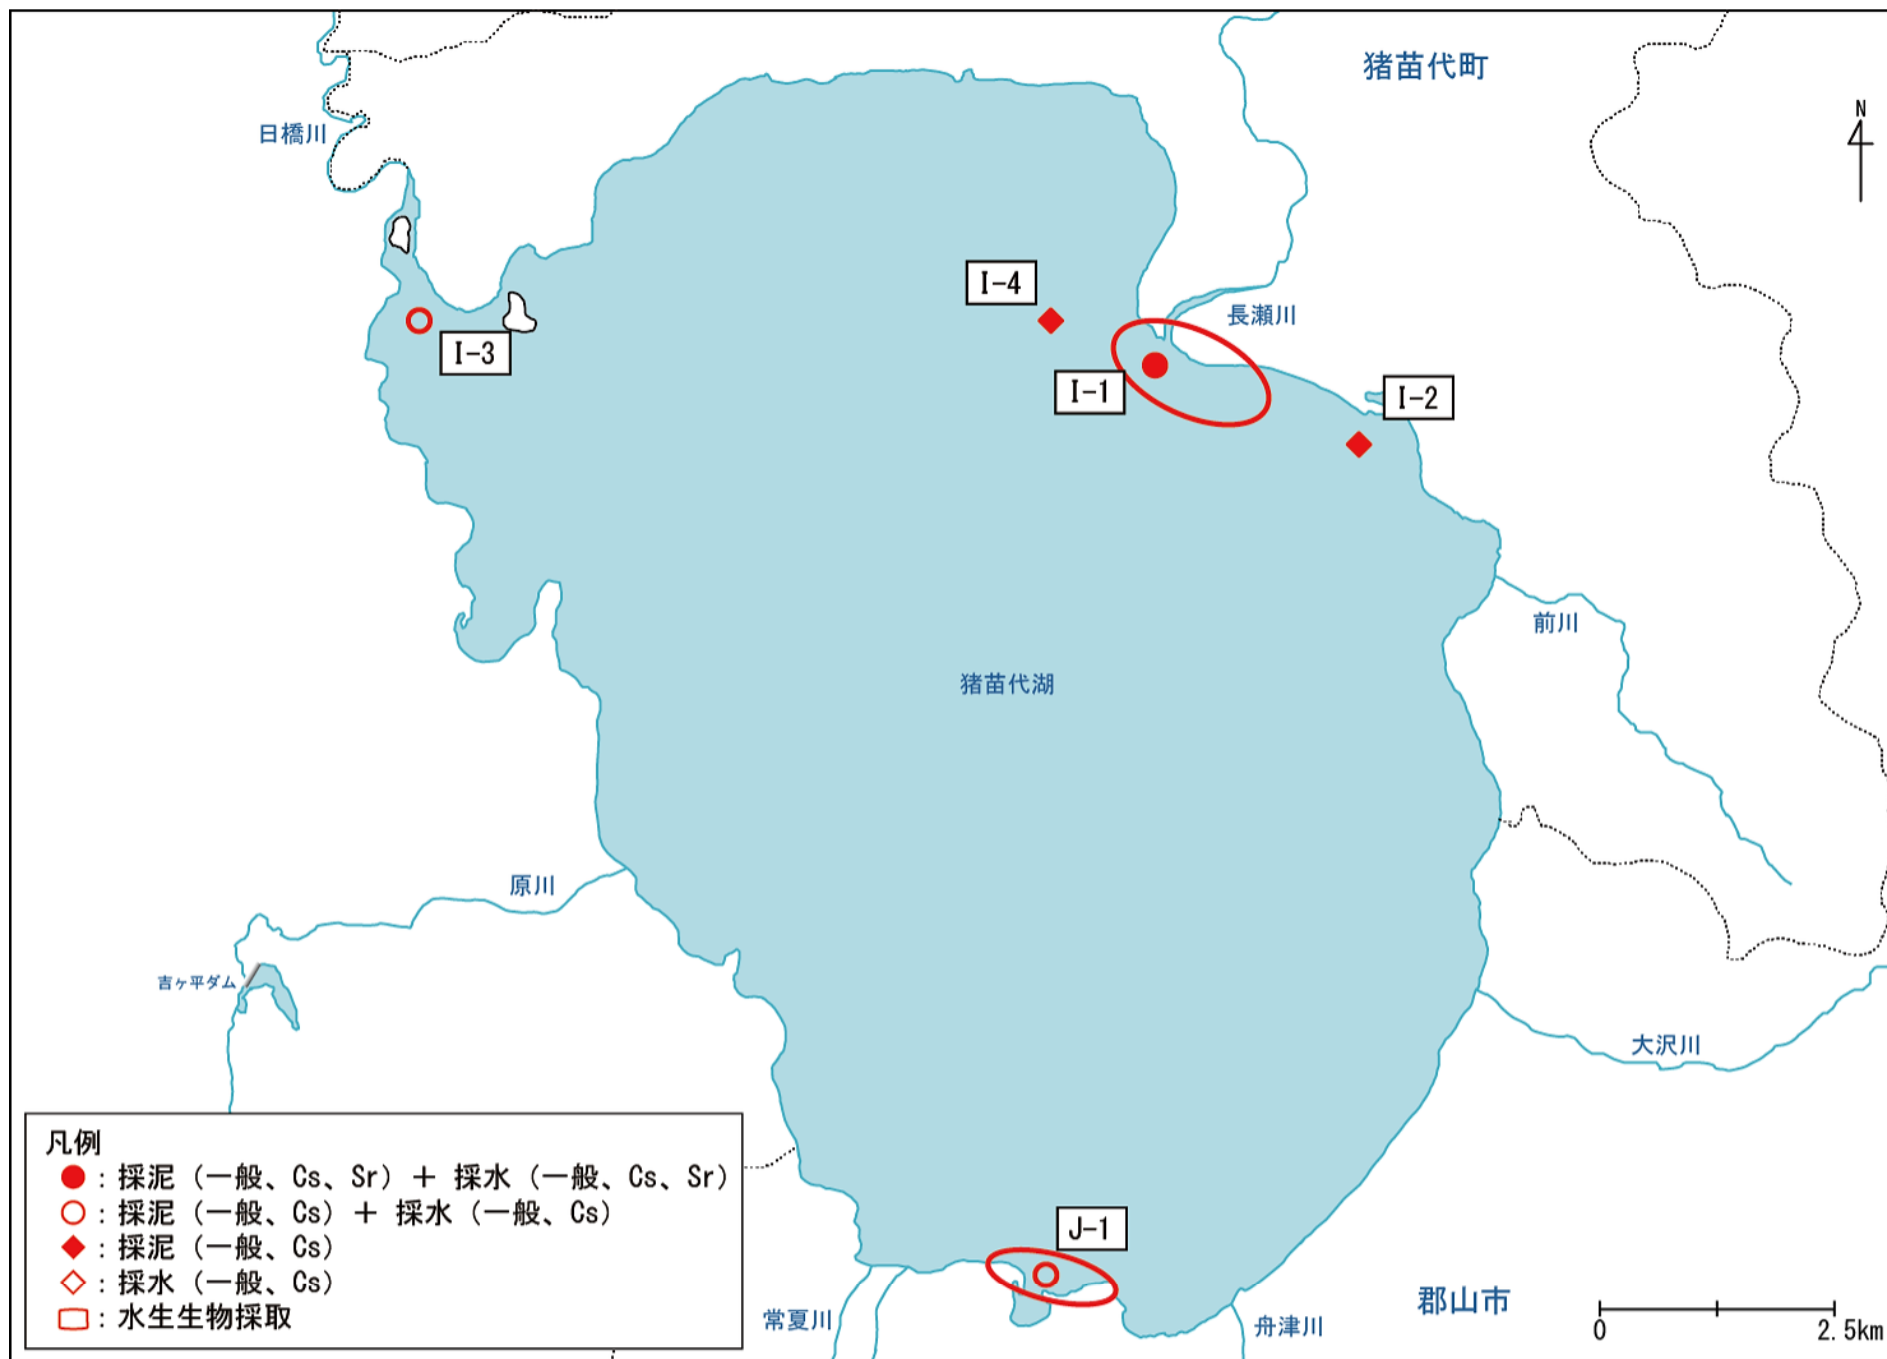 猪苗代町
N
日橋川
I-4
長瀬川
I-3
I-1
I-2
前川
猪苗代湖
原川
吉ヶ平ダム
大沢川
凡例
●：採泥（一般、Cs、Sr）＋ 採水（一般、Cs、Sr）
○：採泥（一般、Cs）＋ 採水（一般、Cs）
◆：採泥（一般、Cs）
◇：採水（一般、Cs）
：水生生物採取
J-1
常夏川
舟津川
郡山市
0
2.5km